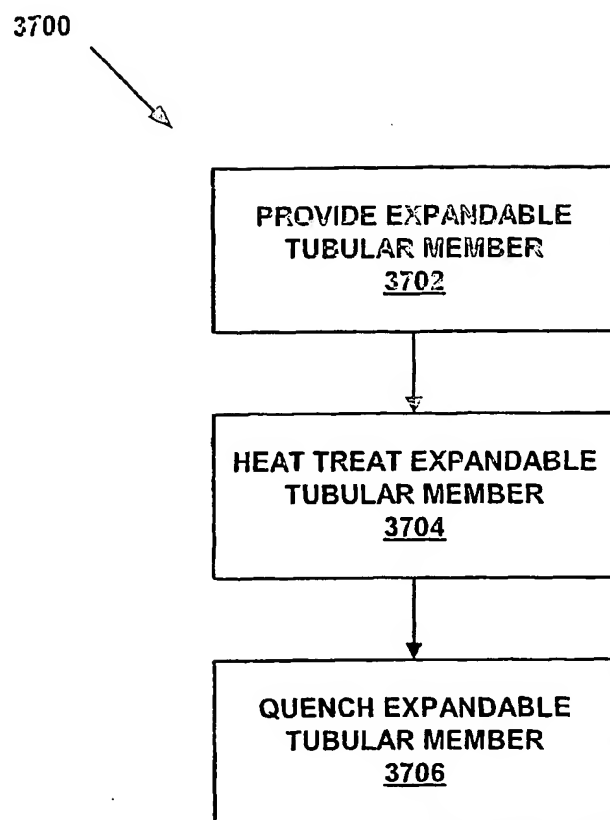 3700
PROVIDE EXPANDABLE
TUBULAR MEMBER
3702
HEAT TREAT EXPANDABLE
TUBULAR MEMBER
3704
QUENCH EXPANDABLE
TUBULAR MEMBER
3706